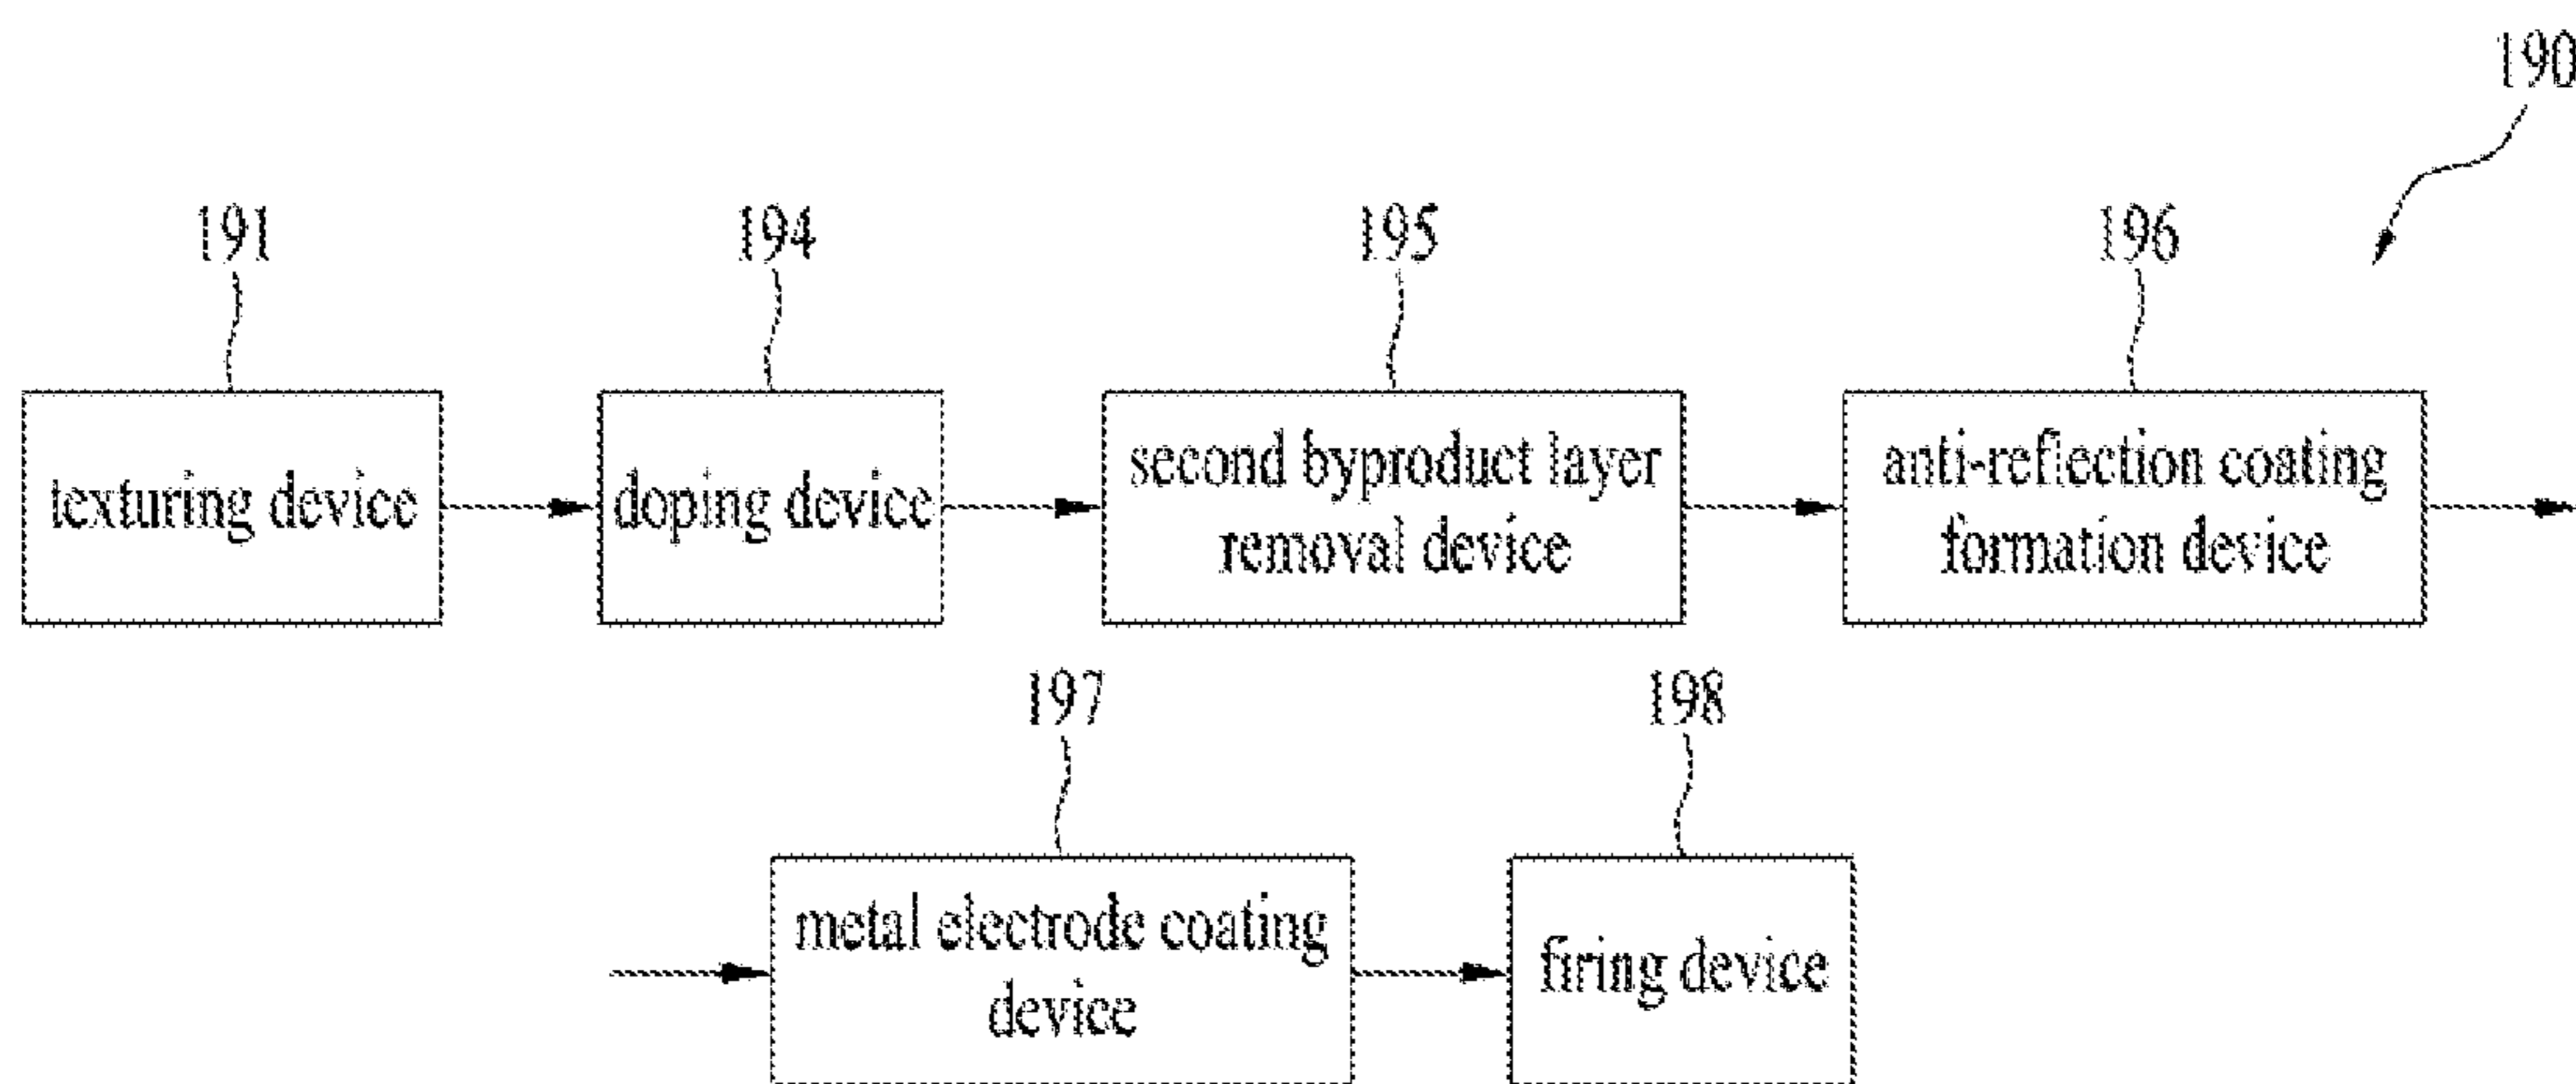 190
191
194
195
196
texturing device
doping device
second byproduct layer
removal device
anti-reflection coating
formation device
197
198
metal electrode coating
device
firing device